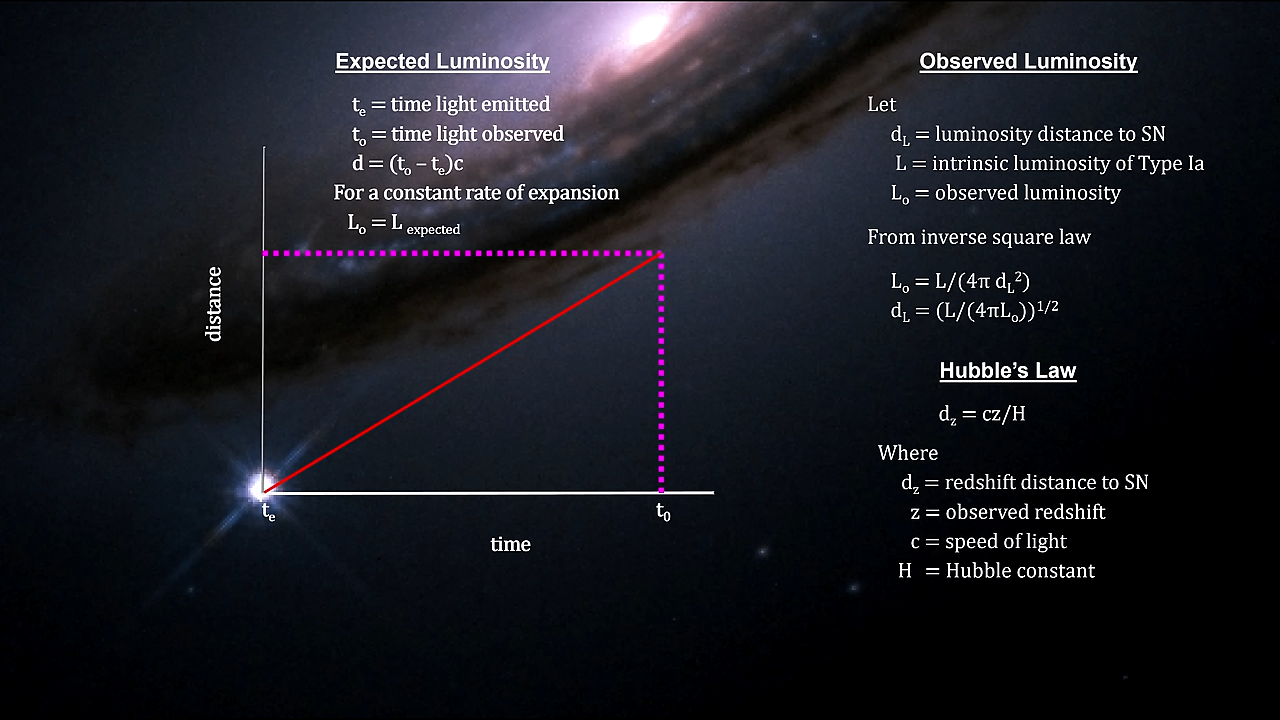 Expected Luminosity
tₑ = time light emitted
tₒ = time light observed
d = (tₒ – tₑ)c
For a constant rate of expansion
Lₒ = L expected
distance
tₑ
t₀
time
Observed Luminosity
Let
d_L = luminosity distance to SN
L = intrinsic luminosity of Type Ia
Lₒ = observed luminosity
From inverse square law
Lₒ = L/(4π d_L²)
d_L = (L/(4πLₒ))^1/2
Hubble’s Law
d_z = cz/H
Where
d_z = redshift distance to SN
z = observed redshift
c = speed of light
H = Hubble constant